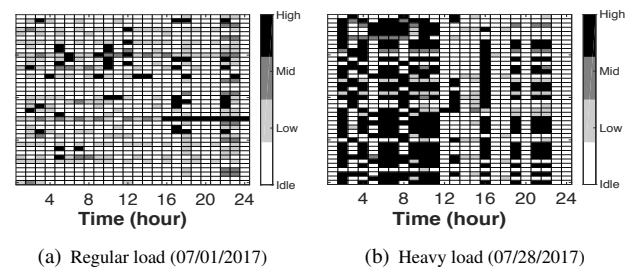 High
Mid
Low
Idle
4 8 12 16 20 24
Time (hour)
(a) Regular load (07/01/2017)
High
Mid
Low
Idle
4 8 12 16 20 24
Time (hour)
(b) Heavy load (07/28/2017)